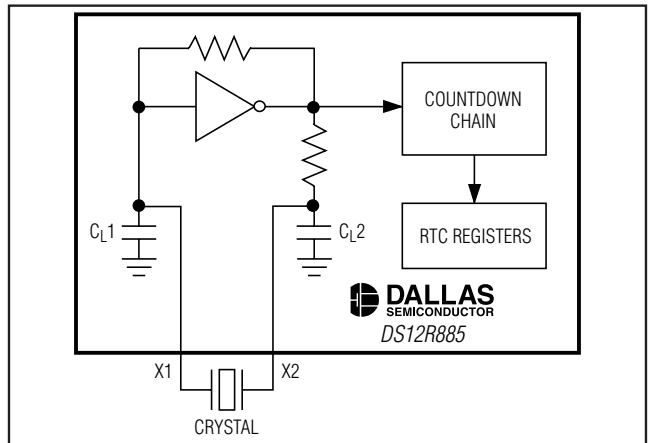 COUNTDOWN
CHAIN
CL1
CL2
RTC REGISTERS
DALLAS
SEMICONDUCTOR
DS12R885
X1
X2
CRYSTAL